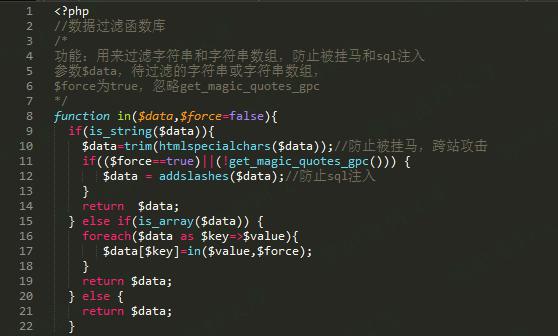 1 <?php
2 //数据过滤函数库
3 /*
4 功能：用来过滤字符串和字符串数组，防止被挂马和sql注入
5 参数$data，待过滤的字符串或字符串数组，
6 $force为true，忽略get_magic_quotes_gpc
7 */
8 function in($data,$force=false){
9 if(is_string($data)){
10 $data=trim(htmlspecialchars($data));//防止被挂马，跨站攻击
11 if(($force==true)||(!get_magic_quotes_gpc())) {
12 $data = addslashes($data);//防止sql注入
13 }
14 return  $data;
15 } else if(is_array($data)) {
16 foreach($data as $key=>$value){
17 $data[$key]=in($value,$force);
18 }
19 return $data;
20 } else {
21 return $data;
22 }